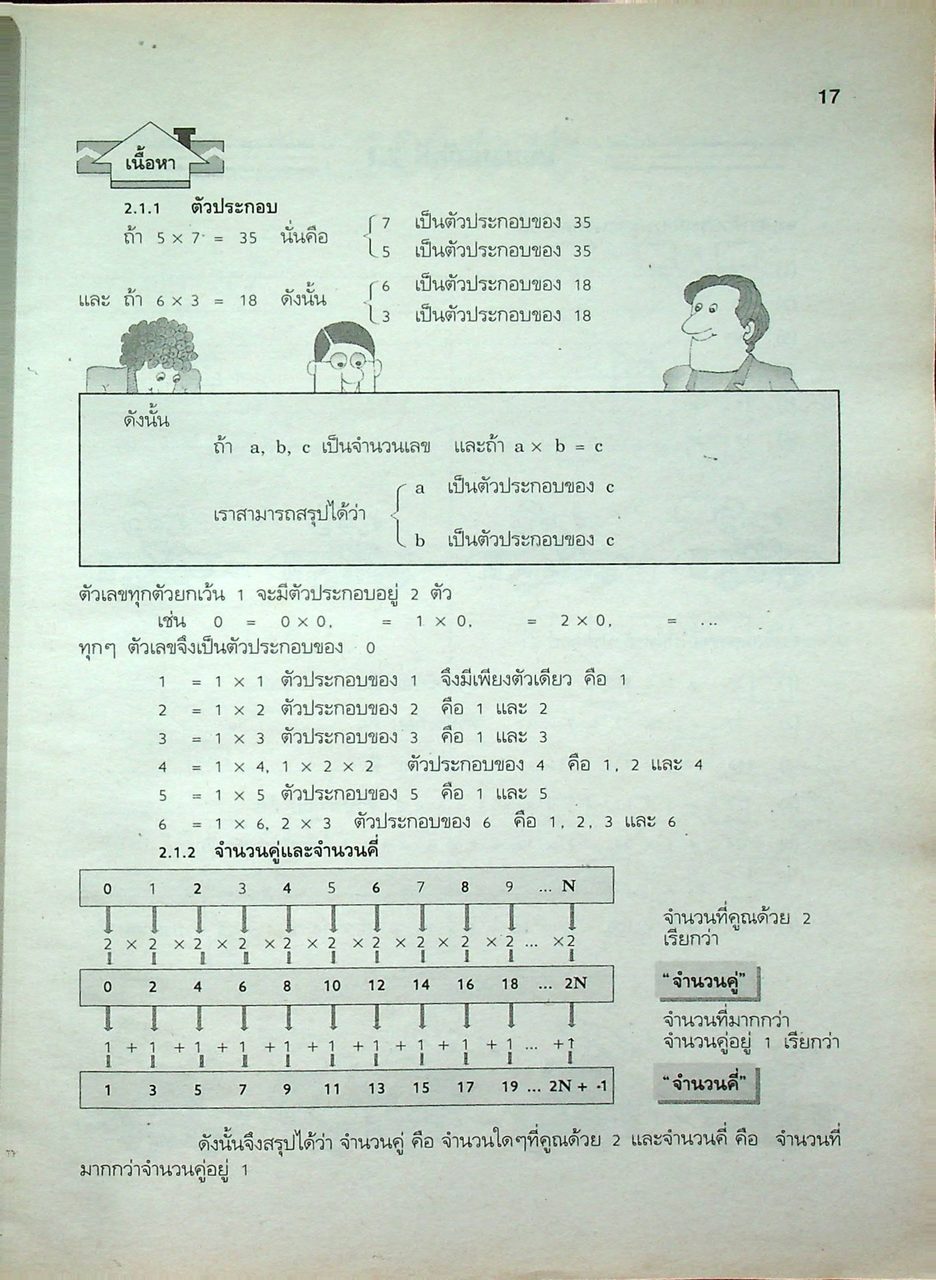 17
เนื้อหา
2.1.1 ตัวประกอบ
ถ้า 5 × 7 = 35 นั่นคือ { 7 เป็นตัวประกอบของ 35
5 เป็นตัวประกอบของ 35
และ ถ้า 6 × 3 = 18 ดังนั้น { 6 เป็นตัวประกอบของ 18
3 เป็นตัวประกอบของ 18
ดังนั้น
ถ้า a, b, c เป็นจำนวนเลข และถ้า a × b = c
เราสามารถสรุปได้ว่า { a เป็นตัวประกอบของ c
b เป็นตัวประกอบของ c
ตัวเลขทุกตัวยกเว้น 1 จะมีตัวประกอบอยู่ 2 ตัว
เช่น 0 = 0 × 0, = 1 × 0, = 2 × 0, = ...
ทุกๆ ตัวเลขจึงเป็นตัวประกอบของ 0
1 = 1 × 1 ตัวประกอบของ 1 จึงมีเพียงตัวเดียว คือ 1
2 = 1 × 2 ตัวประกอบของ 2 คือ 1 และ 2
3 = 1 × 3 ตัวประกอบของ 3 คือ 1 และ 3
4 = 1 × 4, 1 × 2 × 2 ตัวประกอบของ 4 คือ 1, 2 และ 4
5 = 1 × 5 ตัวประกอบของ 5 คือ 1 และ 5
6 = 1 × 6, 2 × 3 ตัวประกอบของ 6 คือ 1, 2, 3 และ 6
2.1.2 จำนวนคู่และจำนวนคี่
0 1 2 3 4 5 6 7 8 9 ... N
2 × 2 × 2 × 2 × 2 × 2 × 2 × 2 × 2 × 2 ... ×2
0 2 4 6 8 10 12 14 16 18 ... 2N
1 + 1 + 1 + 1 + 1 + 1 + 1 + 1 + 1 + 1 ... +1
1 3 5 7 9 11 13 15 17 19 ... 2N + 1
จำนวนที่คูณด้วย 2
เรียกว่า
"จำนวนคู่"
จำนวนที่มากกว่า
จำนวนคู่อยู่ 1 เรียกว่า
"จำนวนคี่"
ดังนั้นจึงสรุปได้ว่า จำนวนคู่ คือ จำนวนใดๆที่คูณด้วย 2 และจำนวนคี่ คือ จำนวนที่
มากกว่าจำนวนคู่อยู่ 1